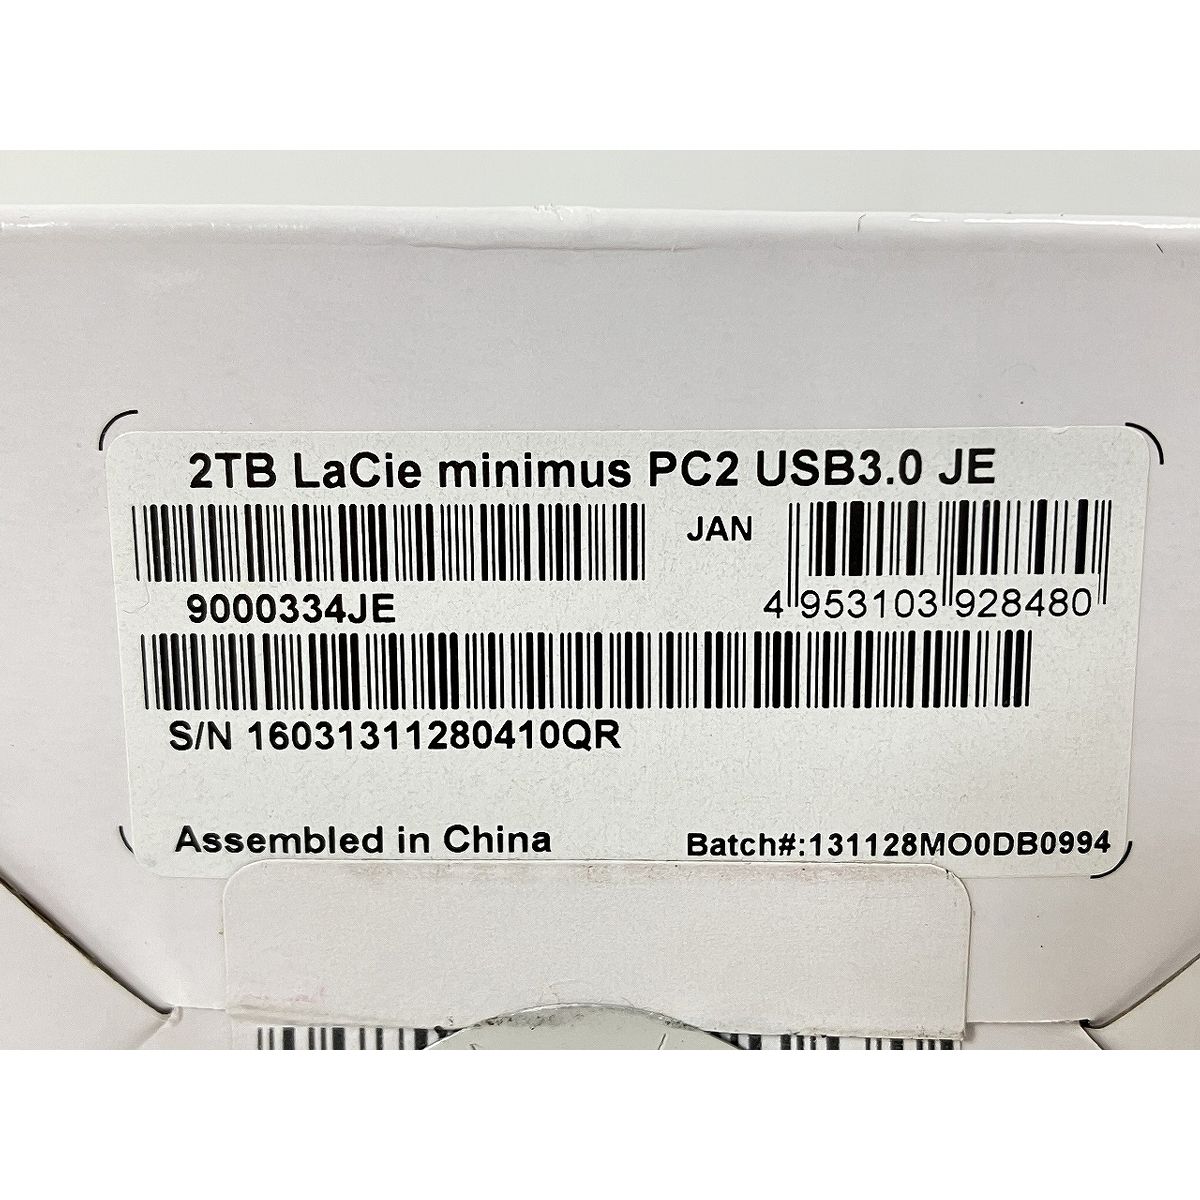 2TB LaCie minimus PC2 USB3.0 JE
JAN
9000334JE
4 953103 928480
S/N 16031311280410QR
Assembled in China
Batch#:131128MO0DB0994